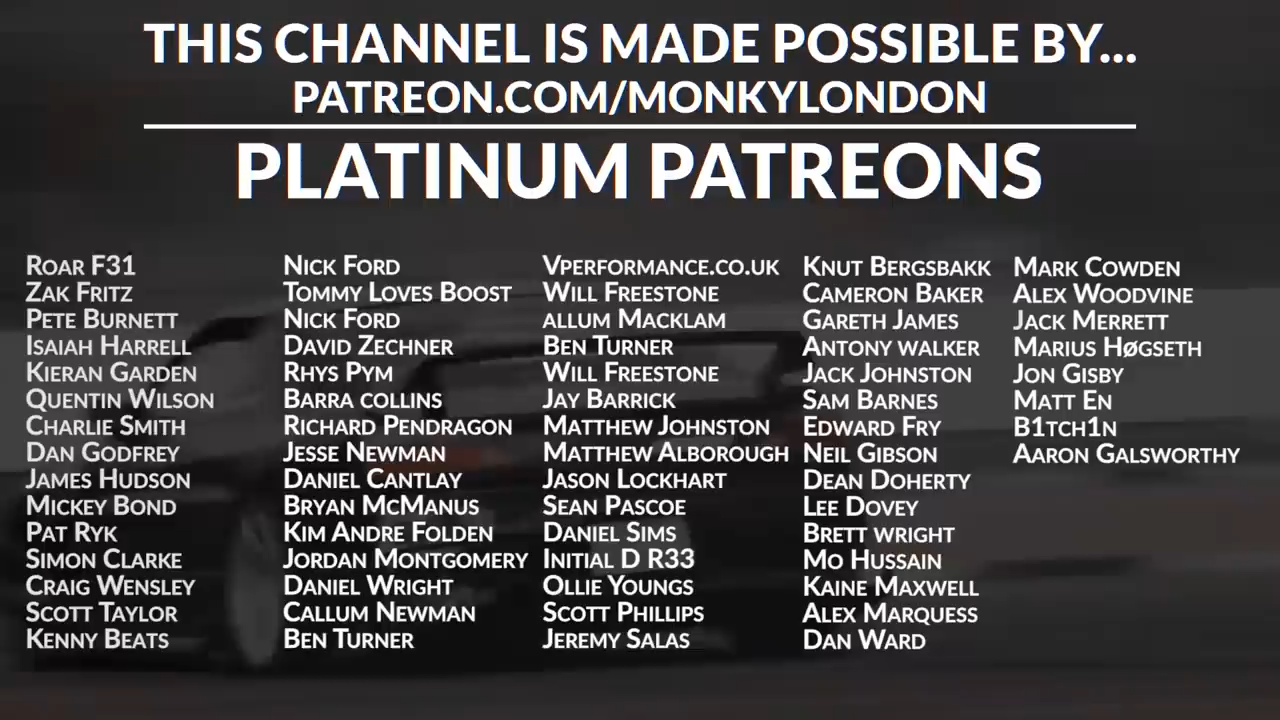 THIS CHANNEL IS MADE POSSIBLE BY...
PATREON.COM/MONKYLONDON
PLATINUM PATREONS
ROAR F31
ZAK FRITZ
PETE BURNETT
ISAIAH HARRELL
KIERAN GARDEN
QUENTIN WILSON
CHARLIE SMITH
DAN GODFREY
JAMES HUDSON
MICKEY BOND
PAT RYK
SIMON CLARKE
CRAIG WENSLEY
SCOTT TAYLOR
KENNY BEATS
NICK FORD
TOMMY LOVES BOOST
NICK FORD
DAVID ZECHNER
RHYS PYM
BARRA COLLINS
RICHARD PENDRAGON
JESSE NEWMAN
DANIEL CANTLAY
BRYAN MCMANUS
KIM ANDRE FOLDEN
JORDAN MONTGOMERY
DANIEL WRIGHT
CALLUM NEWMAN
BEN TURNER
VPERFORMANCE.CO.UK
WILL FREESTONE
ALLUM MACKLAM
BEN TURNER
WILL FREESTONE
JAY BARRICK
MATTHEW JOHNSTON
MATTHEW ALBOROUGH
JASON LOCKHART
SEAN PASCOE
DANIEL SIMS
INITIAL D R33
OLLIE YOUNGS
SCOTT PHILLIPS
JEREMY SALAS
KNUT BERGSBAKK
CAMERON BAKER
GARETH JAMES
ANTONY WALKER
JACK JOHNSTON
SAM BARNES
EDWARD FRY
NEIL GIBSON
DEAN DOHERTY
LEE DOVEY
BRETT WRIGHT
MO HUSSAIN
KAINE MAXWELL
ALEX MARQUESS
DAN WARD
MARK COWDEN
ALEX WOODVINE
JACK MERRETT
MARIUS HØGSETH
JON GISBY
MATT EN
B1TCH1N
AARON GALSWORTHY